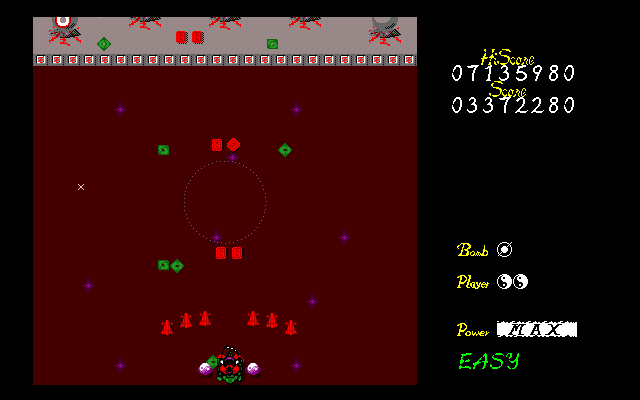 HiScore
07135980
Score
03372280
Bomb
Player
Power MAX
EASY